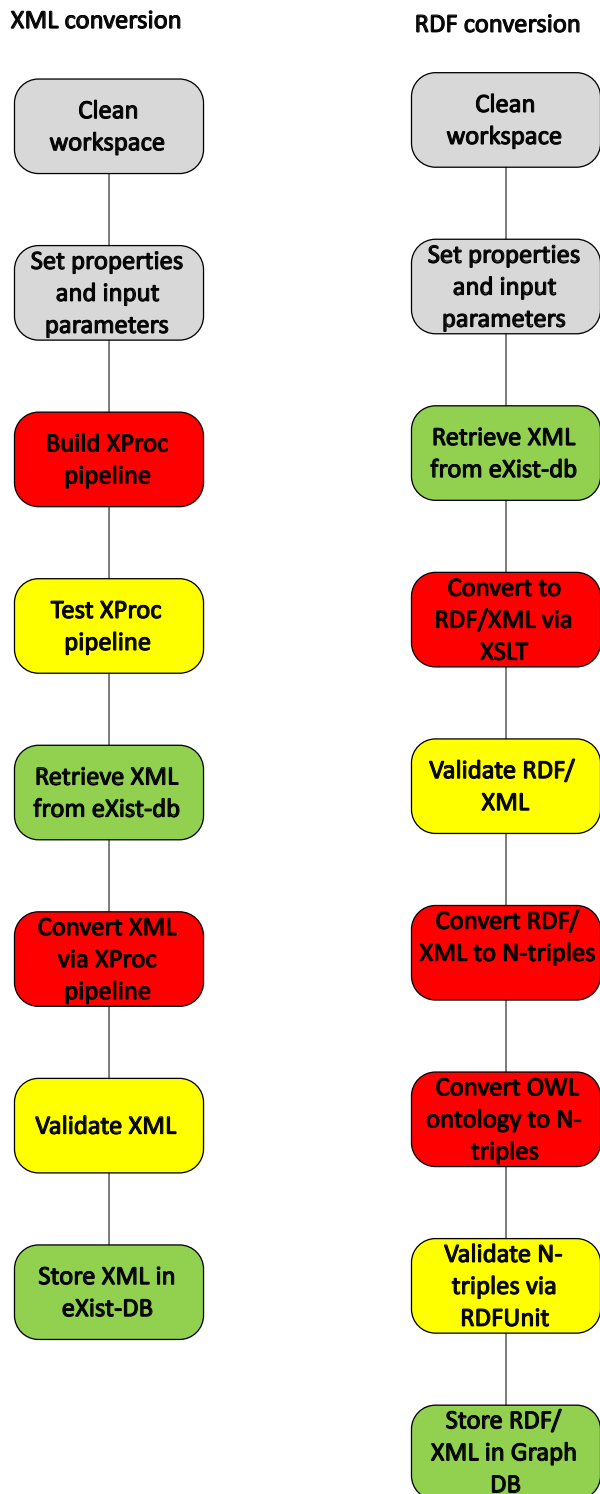 XML conversion
Clean
workspace
Set properties
and input
parameters
Build XProc
pipeline
Test XProc
pipeline
Retrieve XML
from eXist-db
Convert XML
via XProc
pipeline
Validate XML
Store XML in
eXist-DB
RDF conversion
Clean
workspace
Set properties
and input
parameters
Retrieve XML
from eXist-db
Convert to
RDF/XML via
XSLT
Validate RDF/
XML
Convert RDF/
XML to N-triples
Convert OWL
ontology to N-
triples
Validate N-
triples via
RDFUnit
Store RDF/
XML in Graph
DB